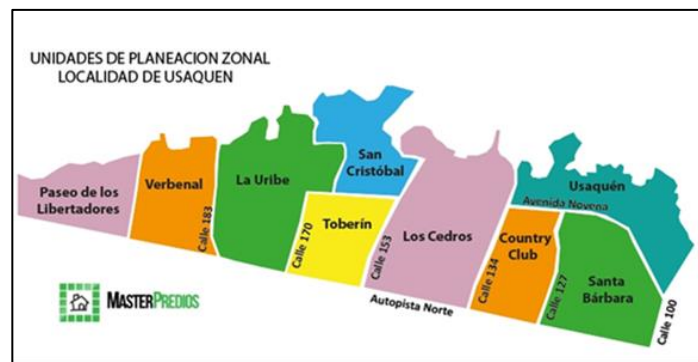 UNIDADES DE PLANEACION ZONAL
LOCALIDAD DE USAQUEN
Paseo de los
Libertadores
Verbenal
Calle 183
La Uribe
Calle 170
San
Cristóbal
Toberín
Calle 153
Los Cedros
Autopista Norte
Calle 134
Country
Club
Calle 127
Usaquén
Avenida Novena
Santa
Bárbara
Calle 100
MASTERPREDIOS